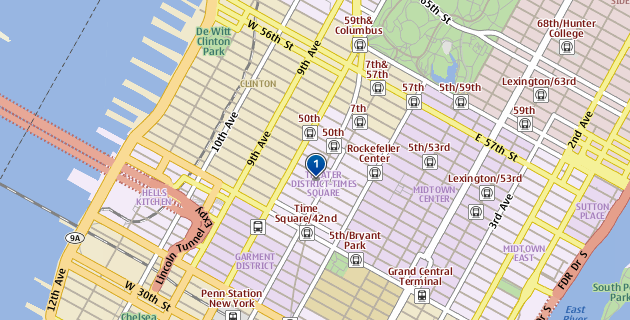 65th St
59th&
Columbus
68th/Hunter
College
SIDE
De Witt
Clinton
Park
W 56th St
9th Ave
7th&
57th
Lexington/63rd
CLINTON
57th
5th/59th
10th Ave
50th
7th
59th
2nd Ave
9th Ave
50th
Rockefeller
Center
E 57th St
5th/53rd
1
THEATER
DISTRICT-TIMES
SQUARE
Lexington/53rd
HELLS
KITCHEN
MIDTOWN
CENTER
SUTTON
PLACE
Lincoln Tunnel Expy
Time
Square/42nd
3rd Ave
9A
5th/Bryant
Park
MIDTOWN
EAST
GARMENT
DISTRICT
Grand Central
Terminal
FDR Dr S
12th Ave
W 30th St
Penn Station
New York
South Po
Park
Chelsea
Dr S
East
River